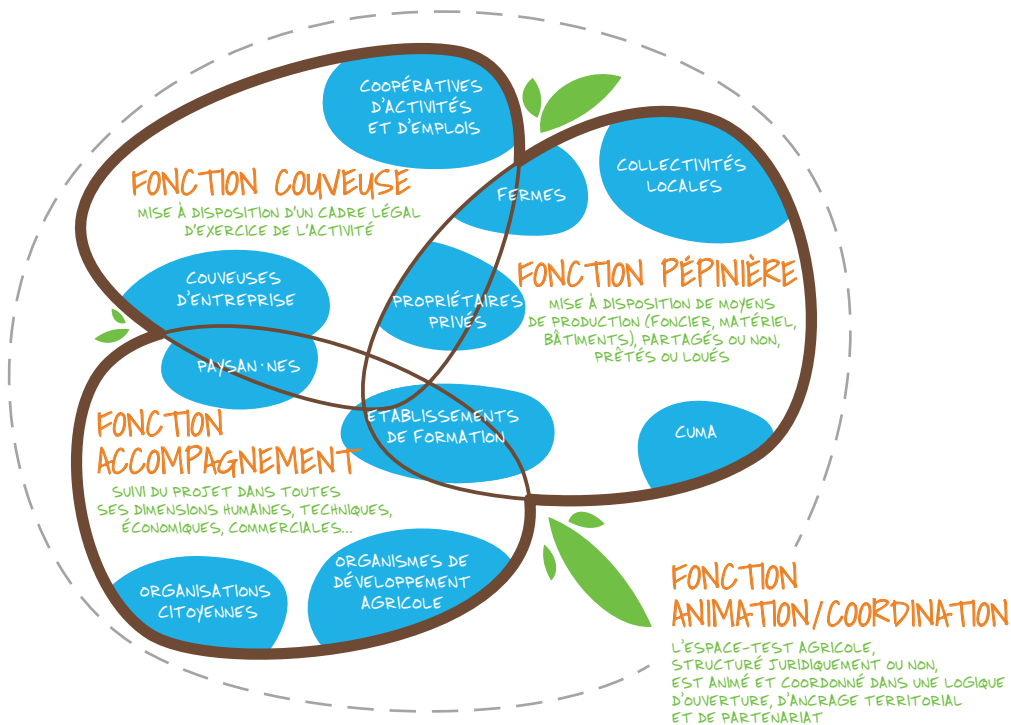 COOPÉRATIVES
D'ACTIVITÉS
ET D'EMPLOIS
FONCTION COUVEUSE
MISE À DISPOSITION D'UN CADRE LÉGAL
D'EXERCICE DE L'ACTIVITÉ
COUVEUSES
D'ENTREPRISE
PAYSAN·NES
FERMES
COLLECTIVITÉS
LOCALES
PROPRIÉTAIRES
PRIVÉS
FONCTION PÉPINIÈRE
MISE À DISPOSITION DE MOYENS
DE PRODUCTION (FONCIER, MATÉRIEL,
BÂTIMENTS), PARTAGÉS OU NON,
PRÊTÉS OU LOUÉS
CUMA
ETABLISSEMENTS
DE FORMATION
FONCTION
ACCOMPAGNEMENT
SUIVI DU PROJET DANS TOUTES
SES DIMENSIONS HUMAINES, TECHNIQUES,
ÉCONOMIQUES, COMMERCIALES...
ORGANISATIONS
CITOYENNES
ORGANISMES DE
DÉVELOPPEMENT
AGRICOLE
FONCTION
ANIMATION/COORDINATION
L'ESPACE-TEST AGRICOLE,
STRUCTURÉ JURIDIQUEMENT OU NON,
EST ANIMÉ ET COORDONNÉ DANS UNE LOGIQUE
D'OUVERTURE, D'ANCRAGE TERRITORIAL
ET DE PARTENARIAT